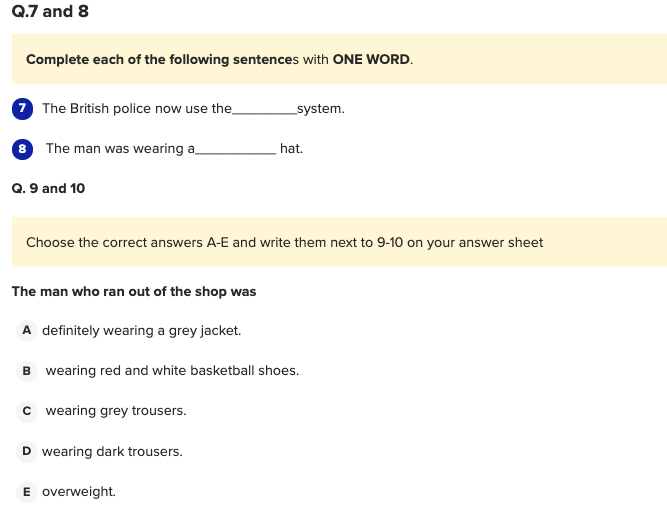 Q.7 and 8
Complete each of the following sentences with ONE WORD.
7 The British police now use the_________system.
8 The man was wearing a___________ hat.
Q. 9 and 10
Choose the correct answers A-E and write them next to 9-10 on your answer sheet
The man who ran out of the shop was
A definitely wearing a grey jacket.
B wearing red and white basketball shoes.
C wearing grey trousers.
D wearing dark trousers.
E overweight.